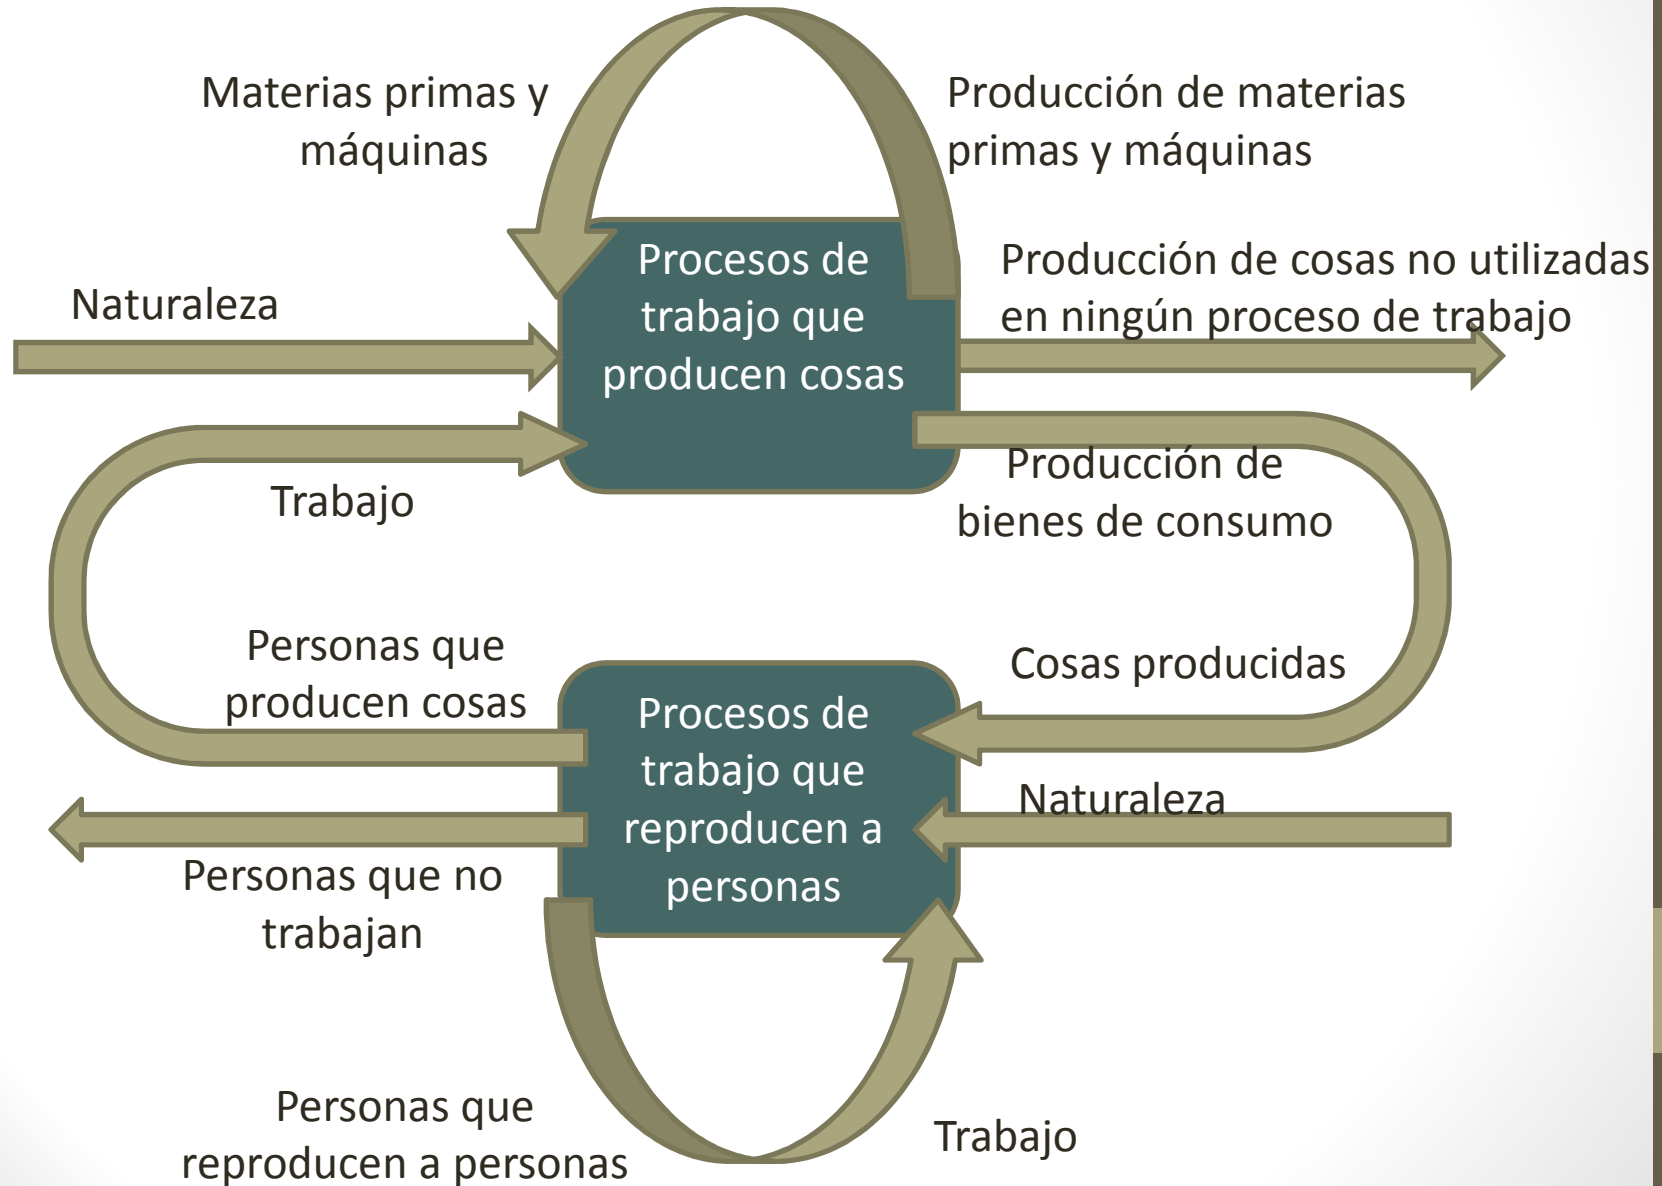 Materias primas y
máquinas
Producción de materias
primas y máquinas
Procesos de
trabajo que
producen cosas
Producción de cosas no utilizadas
en ningún proceso de trabajo
Naturaleza
Trabajo
Producción de
bienes de consumo
Personas que
producen cosas
Cosas producidas
Procesos de
trabajo que
reproducen a
personas
Naturaleza
Personas que no
trabajan
Personas que
reproducen a personas
Trabajo